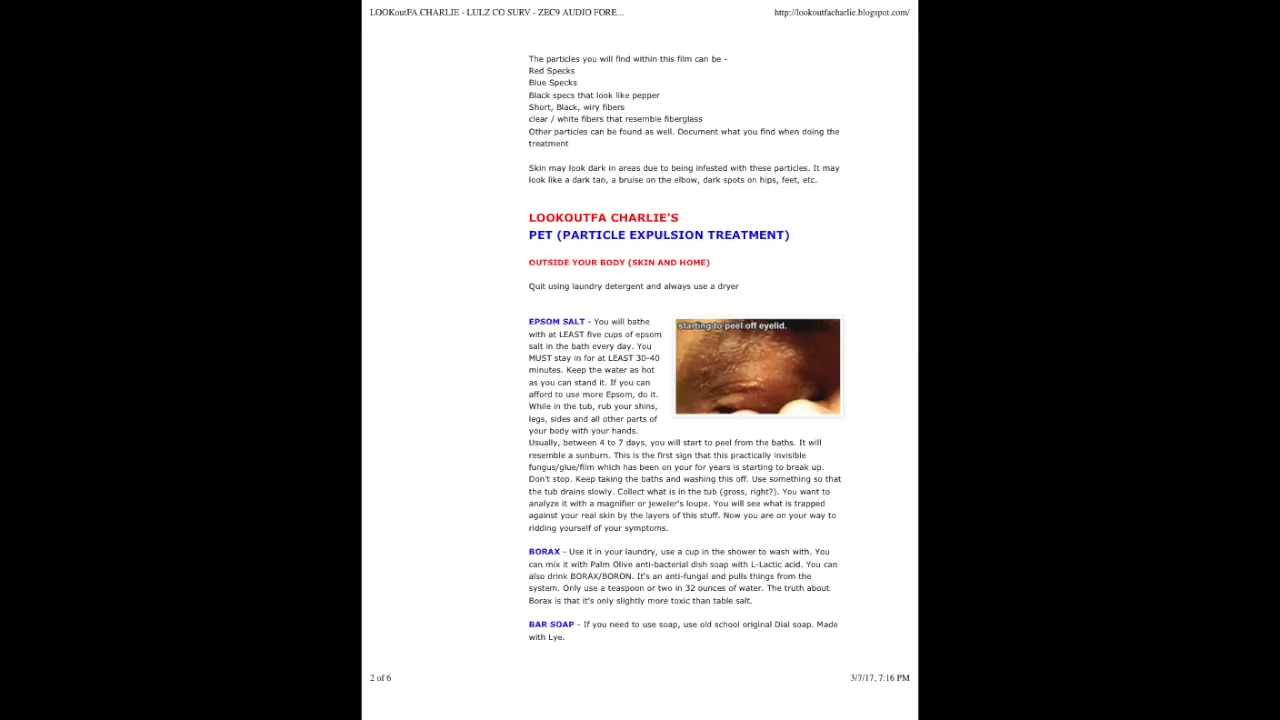 LOOKoutFA.CHARLIE - LULZ CO SURV - ZEC9 AUDIO FORE...
http://lookoutfacharlie.blogspot.com/
The particles you will find within this film can be -
Red Specks
Blue Specks
Black specs that look like pepper
Short, Black, wiry fibers
clear / white fibers that resemble fiberglass
Other particles can be found as well. Document what you find when doing the
treatment
Skin may look dark in areas due to being infested with these particles. It may
look like a dark tan, a bruise on the elbow, dark spots on hips, feet, etc.
LOOKOUTFA CHARLIE'S
PET (PARTICLE EXPULSION TREATMENT)
OUTSIDE YOUR BODY (SKIN AND HOME)
Quit using laundry detergent and always use a dryer
EPSOM SALT - You will bathe
with at LEAST five cups of epsom
salt in the bath every day. You
MUST stay in for at LEAST 30-40
minutes. Keep the water as hot
as you can stand it. If you can
afford to use more Epsom, do it.
While in the tub, rub your shins,
legs, sides and all other parts of
your body with your hands.
starting to peel off eyelid.
Usually, between 4 to 7 days, you will start to peel from the baths. It will
resemble a sunburn. This is the first sign that this practically invisible
fungus/glue/film which has been on your for years is starting to break up.
Don't stop. Keep taking the baths and washing this off. Use something so that
the tub drains slowly. Collect what is in the tub (gross, right?). You want to
analyze it with a magnifier or jeweler's loupe. You will see what is trapped
against your real skin by the layers of this stuff. Now you are on your way to
ridding yourself of your symptoms.
BORAX - Use it in your laundry, use a cup in the shower to wash with. You
can mix it with Palm Olive anti-bacterial dish soap with L-Lactic acid. You can
also drink BORAX/BORON. It's an anti-fungal and pulls things from the
system. Only use a teaspoon or two in 32 ounces of water. The truth about
Borax is that it's only slightly more toxic than table salt.
BAR SOAP - If you need to use soap, use old school original Dial soap. Made
with Lye.
2 of 6
3/7/17, 7:16 PM